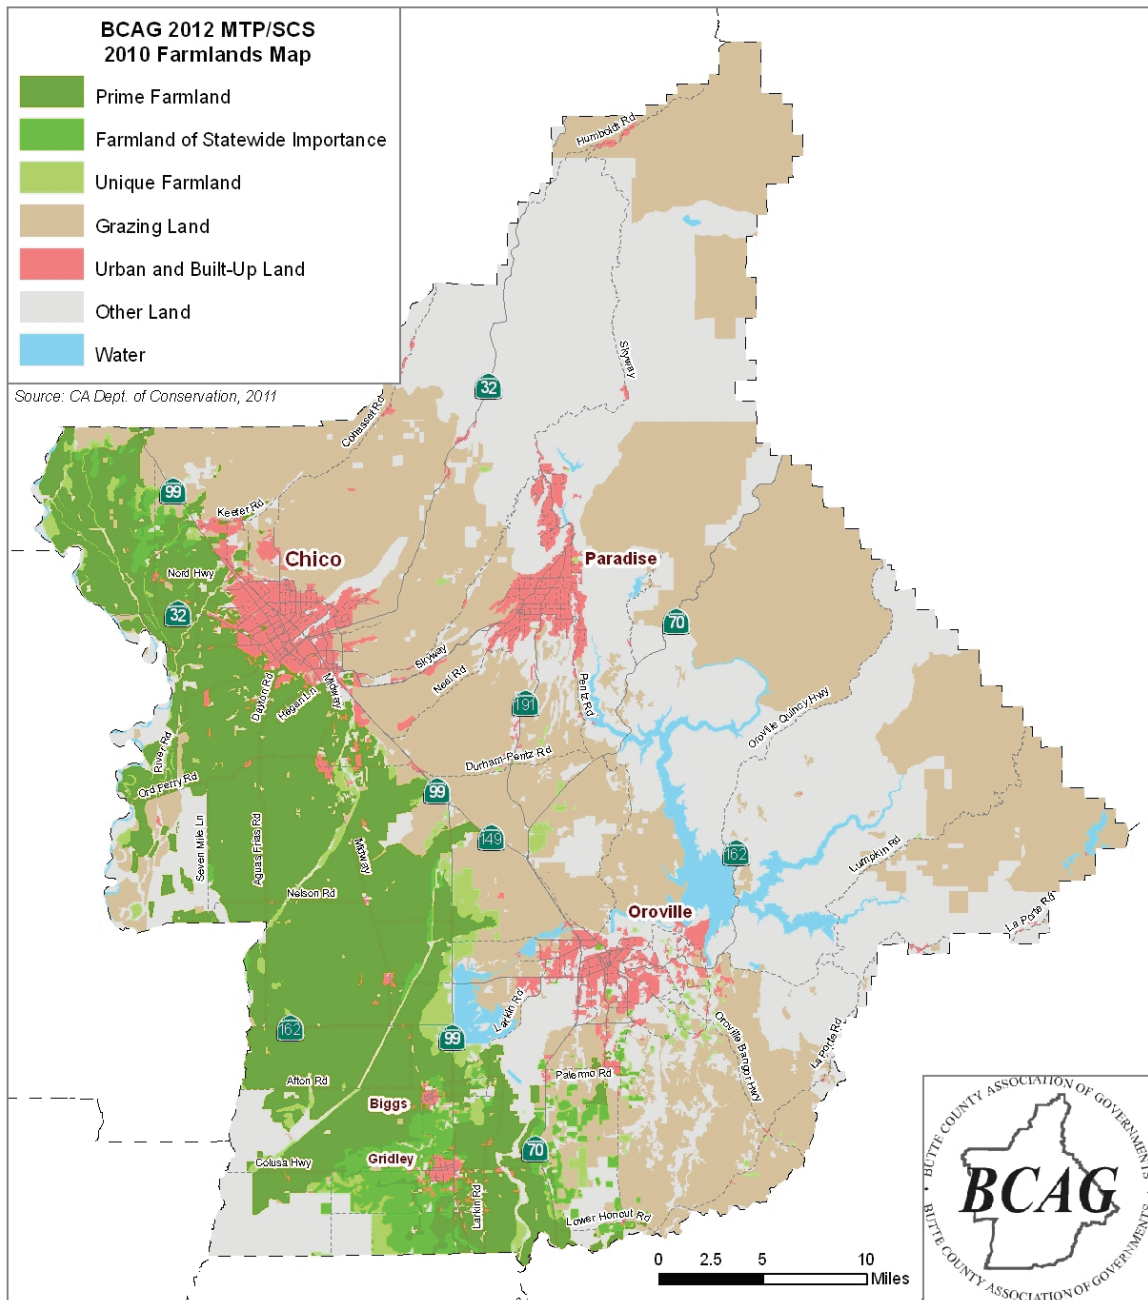 BCAG 2012 MTP/SCS
2010 Farmlands Map
Prime Farmland
Farmland of Statewide Importance
Unique Farmland
Grazing Land
Urban and Built-Up Land
Other Land
Water
Source: CA Dept. of Conservation, 2011
Humboldt Rd
Skyway
32
Cohasset Rd
99
Keefer Rd
Chico
Paradise
Nord Hwy
32
70
Skyway
Neal Rd
Pentz Rd
Dayton Rd
Hegan Ln
Midway
191
Oroville Quincy Hwy
River Rd
Durham-Pentz Rd
Ord Ferry Rd
99
149
Seven Mile Ln
Aguas Frias Rd
Midway
162
Lumpkin Rd
Nelson Rd
Oroville
La Porte Rd
Larkin Rd
162
99
Oroville Bangor Hwy
La Porte Rd
Afton Rd
Palermo Rd
Biggs
70
Gridley
Colusa Hwy
Larkin Rd
Lower Honcut Rd
0 2.5 5 10
Miles
BUTTE COUNTY ASSOCIATION OF GOVERNMENTS
BCAG
BUTTE COUNTY ASSOCIATION OF GOVERNMENTS